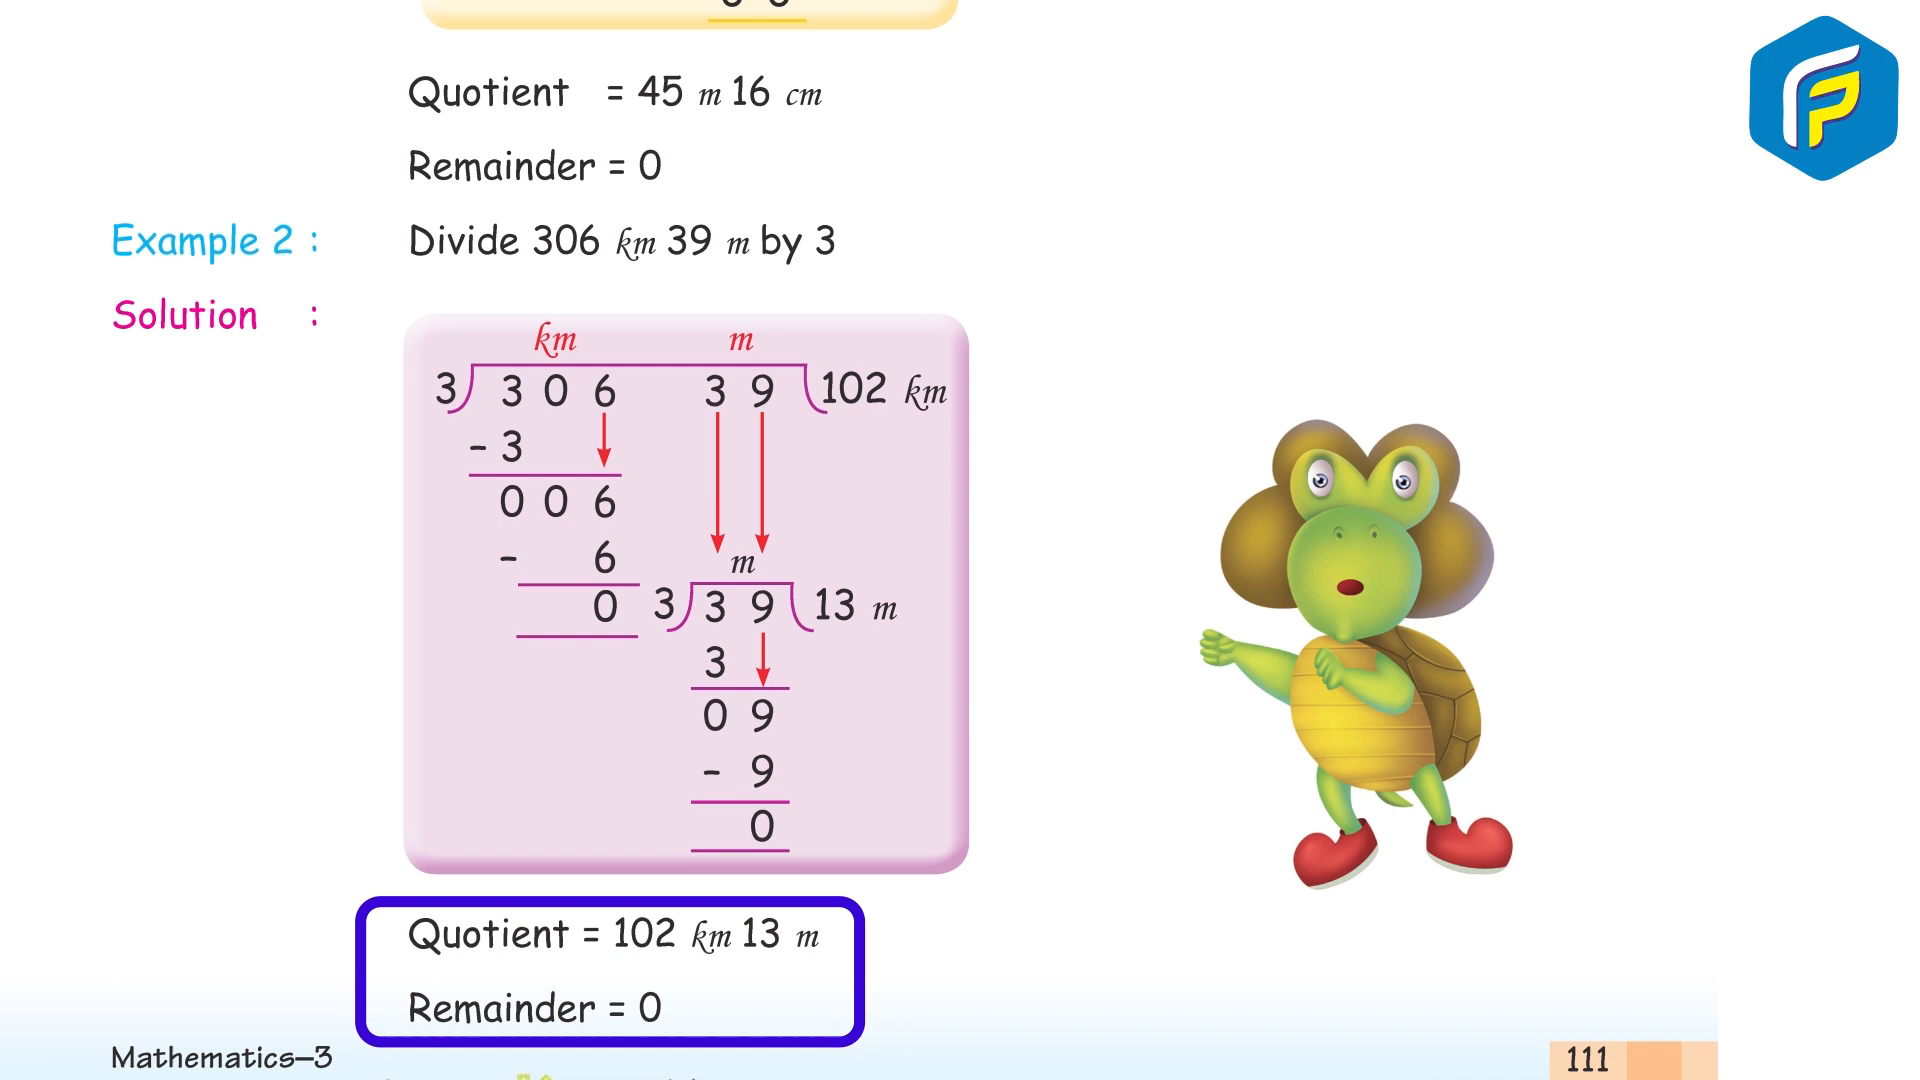 Quotient = 45 m 16 cm
Remainder = 0
Example 2 : Divide 306 km 39 m by 3
Solution :
km m
3 3 0 6 3 9 102 km
- 3
0 0 6
- 6
m
0 3 3 9 13 m
3
0 9
- 9
0
Quotient = 102 km 13 m
Remainder = 0
Mathematics–3
111